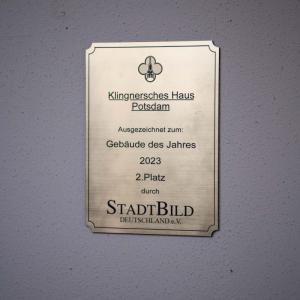 Klingnersches Haus
Potsdam
Ausgezeichnet zum:
Gebäude des Jahres
2023
2.Platz
durch
STADTBILD
DEUTSCHLAND e.V.